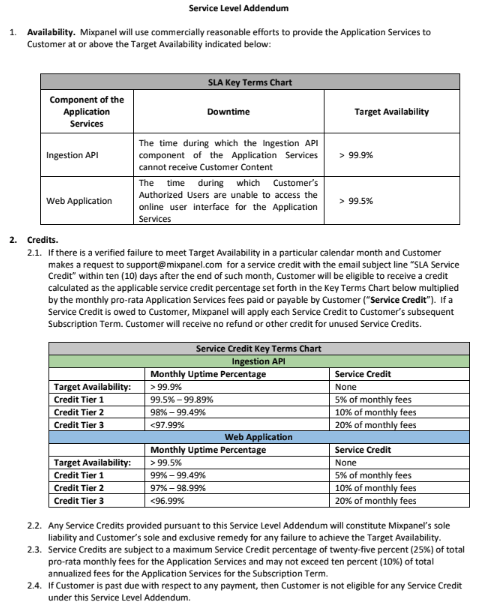 Service Level Addendum
1. Availability. Mixpanel will use commercially reasonable efforts to provide the Application Services to
Customer at or above the Target Availability indicated below:
SLA Key Terms Chart
Component of the Application Services Downtime Target Availability
Ingestion API The time during which the Ingestion API > 99.9%
component of the Application Services
cannot receive Customer Content
Web Application The time during which Customer's > 99.5%
Authorized Users are unable to access the
online user interface for the Application
Services
2. Credits.
2.1. If there is a verified failure to meet Target Availability in a particular calendar month and Customer
makes a request to support@mixpanel.com for a service credit with the email subject line "SLA Service
Credit" within ten (10) days after the end of such month, Customer will be eligible to receive a credit
calculated as the applicable service credit percentage set forth in the Key Terms Chart below multiplied
by the monthly pro-rata Application Services fees paid or payable by Customer ("Service Credit"). If a
Service Credit is owed to Customer, Mixpanel will apply each Service Credit to Customer's subsequent
Subscription Term. Customer will receive no refund or other credit for unused Service Credits.
Service Credit Key Terms Chart
Ingestion API
Monthly Uptime Percentage Service Credit
Target Availability: > 99.9% None
Credit Tier 1 99.5% – 99.89% 5% of monthly fees
Credit Tier 2 98% – 99.49% 10% of monthly fees
Credit Tier 3 <97.99% 20% of monthly fees
Web Application
Monthly Uptime Percentage Service Credit
Target Availability: > 99.5% None
Credit Tier 1 99% – 99.49% 5% of monthly fees
Credit Tier 2 97% – 98.99% 10% of monthly fees
Credit Tier 3 <96.99% 20% of monthly fees
2.2. Any Service Credits provided pursuant to this Service Level Addendum will constitute Mixpanel's sole
liability and Customer's sole and exclusive remedy for any failure to achieve the Target Availability.
2.3. Service Credits are subject to a maximum Service Credit percentage of twenty-five percent (25%) of total
pro-rata monthly fees for the Application Services and may not exceed ten percent (10%) of total
annualized fees for the Application Services for the Subscription Term.
2.4. If Customer is past due with respect to any payment, then Customer is not eligible for any Service Credit
under this Service Level Addendum.